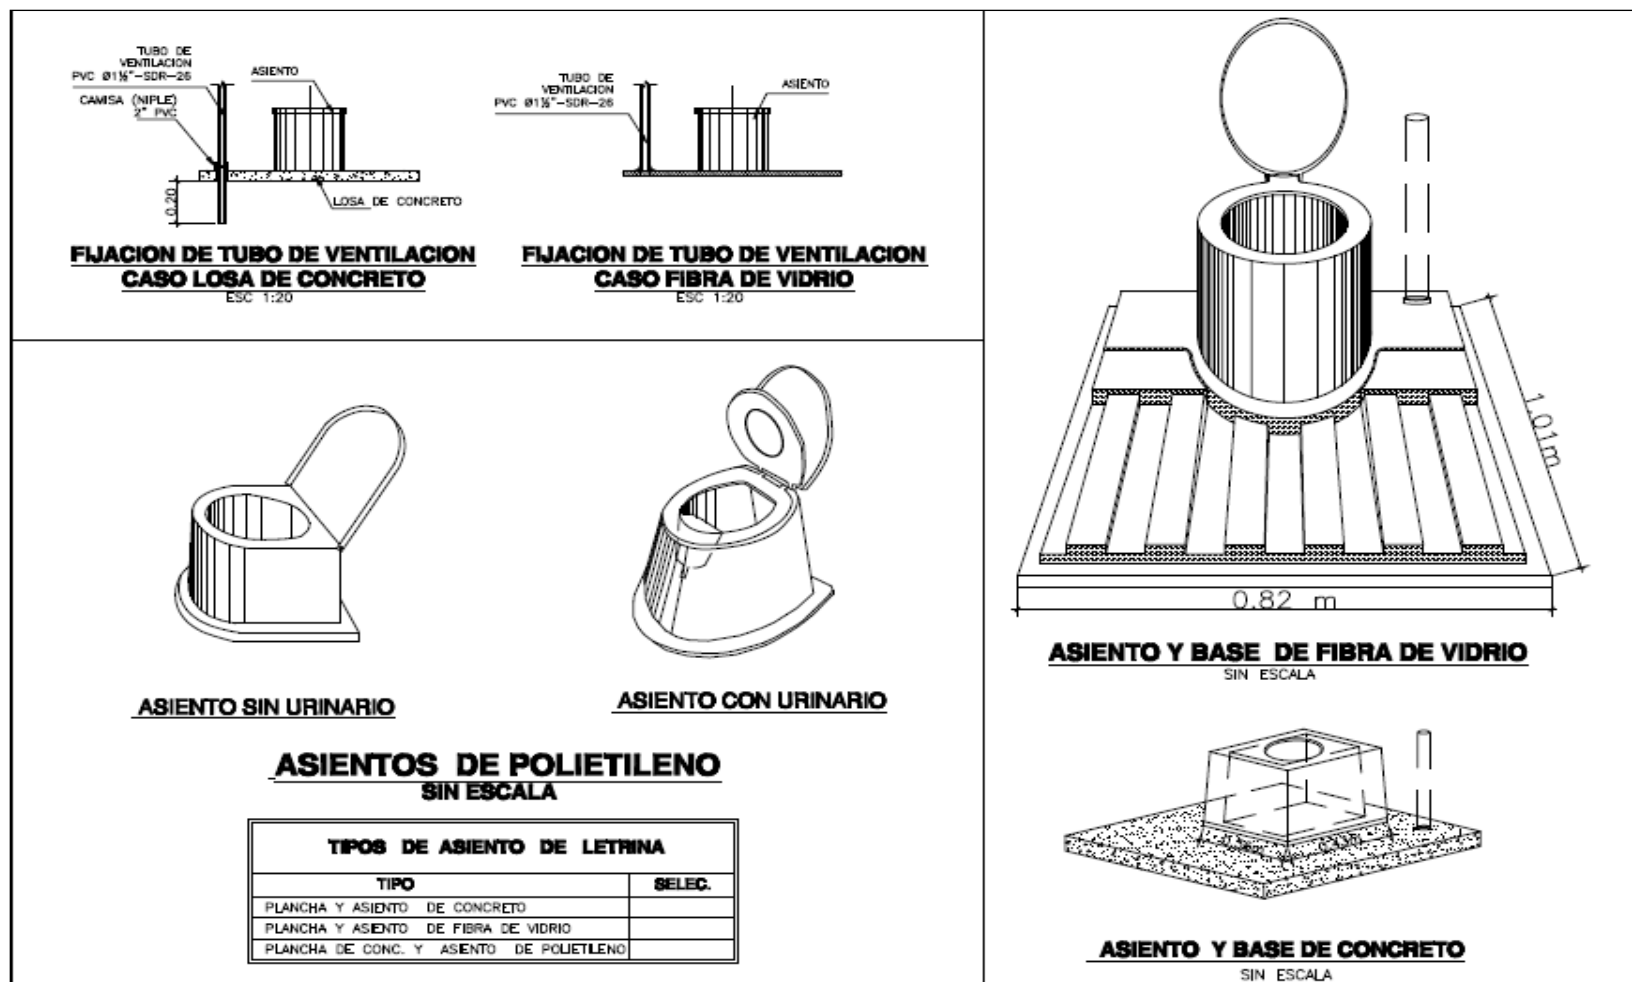 TUBO DE
VENTILACION
PVC Ø1½"-SDR-26
CAMISA (NIPLE)
2" PVC
ASIENTO
0.20
LOSA DE CONCRETO
FIJACION DE TUBO DE VENTILACION
CASO LOSA DE CONCRETO
ESC 1:20
TUBO DE
VENTILACION
PVC Ø1½"-SDR-26
ASIENTO
FIJACION DE TUBO DE VENTILACION
CASO FIBRA DE VIDRIO
ESC 1:20
ASIENTO SIN URINARIO
ASIENTO CON URINARIO
ASIENTOS DE POLIETILENO
SIN ESCALA
TIPOS DE ASIENTO DE LETRINA
TIPO SELEC.
PLANCHA Y ASIENTO DE CONCRETO
PLANCHA Y ASIENTO DE FIBRA DE VIDRIO
PLANCHA DE CONC. Y ASIENTO DE POLIETILENO
1.01m
0.82 m
ASIENTO Y BASE DE FIBRA DE VIDRIO
SIN ESCALA
ASIENTO Y BASE DE CONCRETO
SIN ESCALA